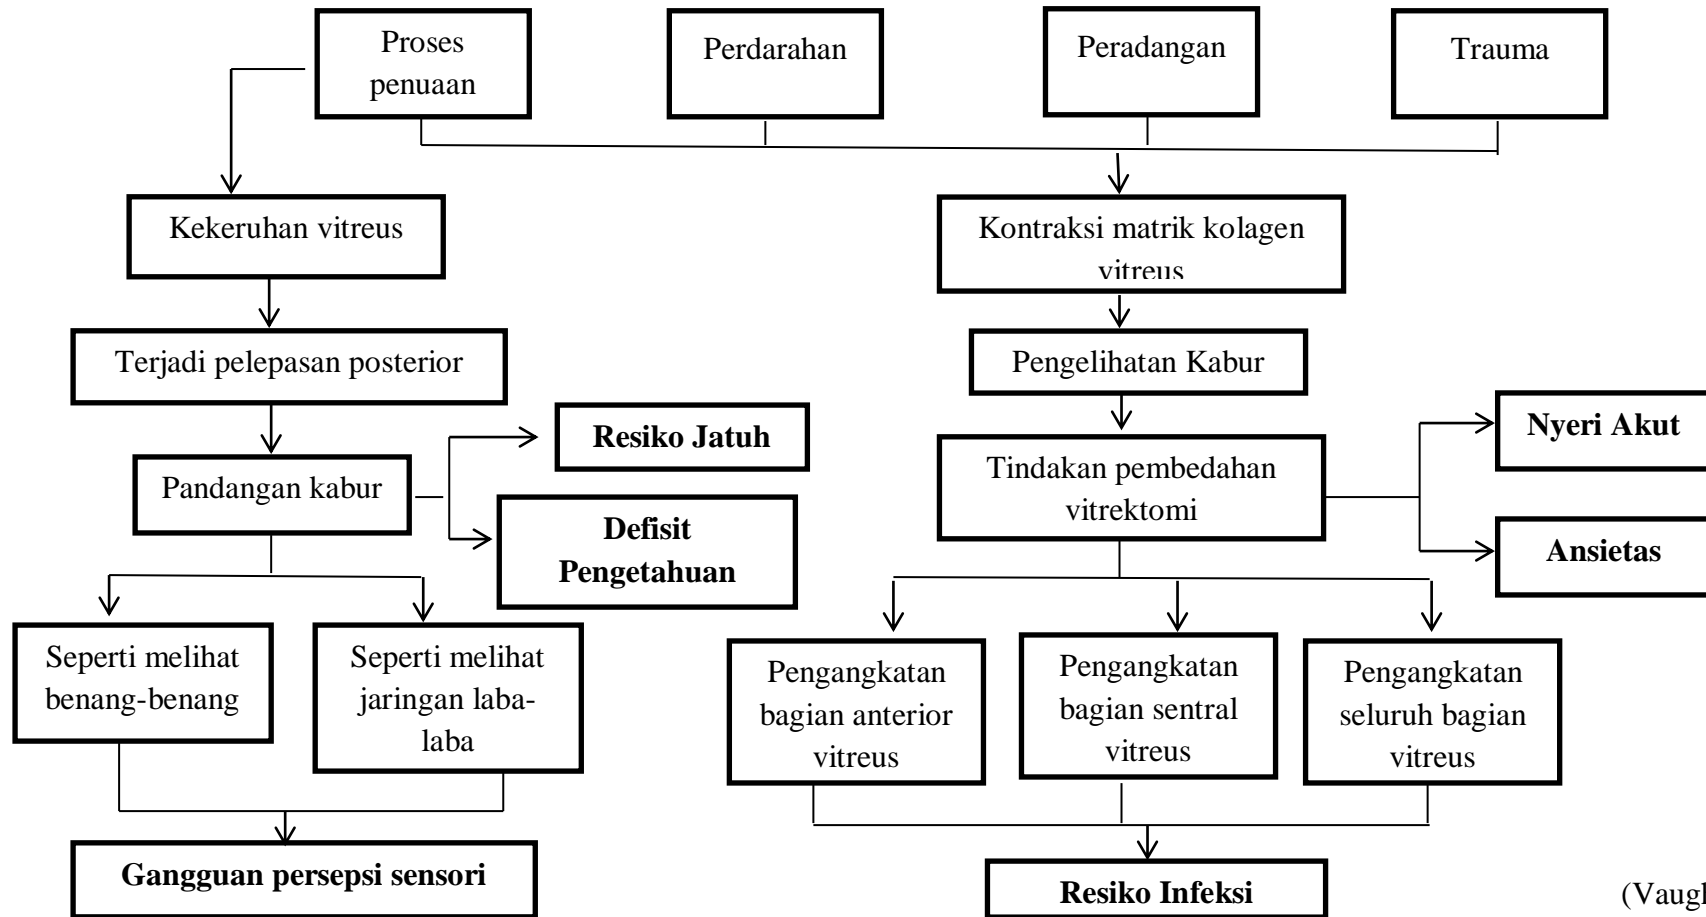 Proses
penuaan
Perdarahan
Peradangan
Trauma
Kekeruhan vitreus
Kontraksi matrik kolagen
vitreus
Terjadi pelepasan posterior
Pengelihatan Kabur
Resiko Jatuh
Nyeri Akut
Pandangan kabur
Tindakan pembedahan
vitrektomi
Defisit
Pengetahuan
Ansietas
Seperti melihat
benang-benang
Seperti melihat
jaringan laba-
laba
Pengangkatan
bagian anterior
vitreus
Pengangkatan
bagian sentral
vitreus
Pengangkatan
seluruh bagian
vitreus
Gangguan persepsi sensori
Resiko Infeksi
(Vaugh